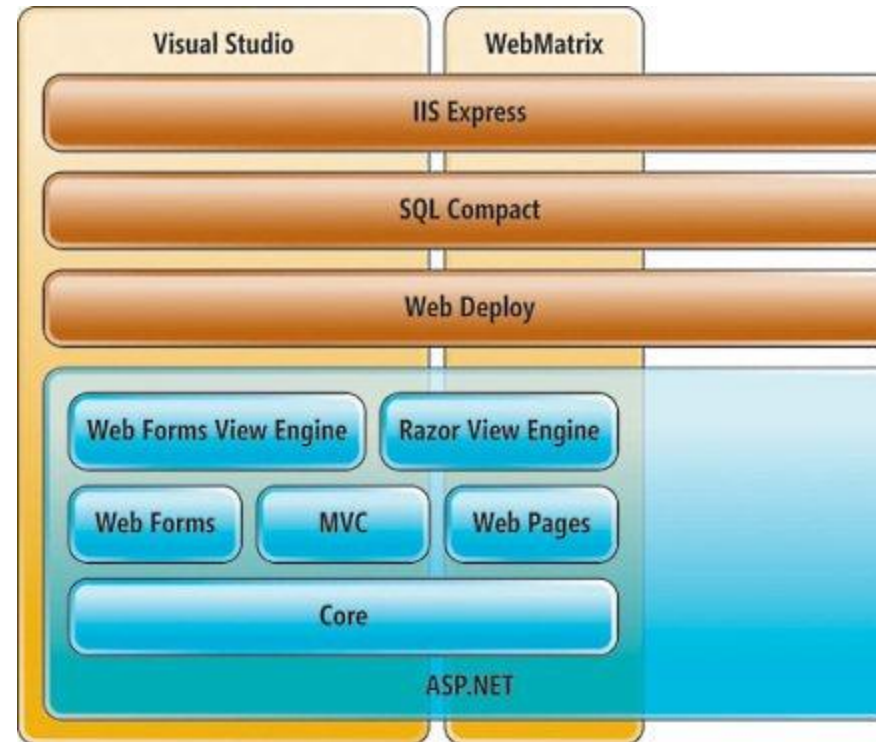 Visual Studio
WebMatrix
IIS Express
SQL Compact
Web Deploy
Web Forms View Engine
Razor View Engine
Web Forms
MVC
Web Pages
Core
ASP.NET